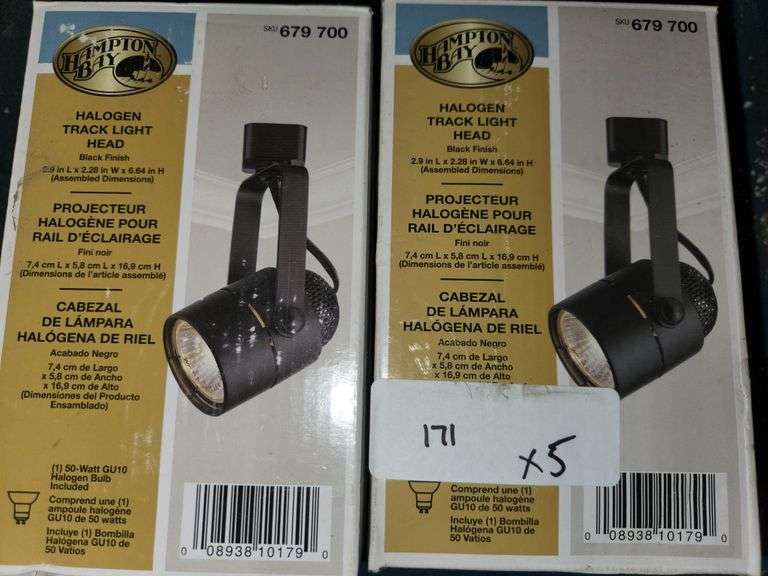 HAMPTON
BAY
SKU 679 700
HALOGEN
TRACK LIGHT
HEAD
Black Finish
2.9 in L x 2.28 in W x 6.64 in H
(Assembled Dimensions)
PROJECTEUR
HALOGÈNE POUR
RAIL D'ÉCLAIRAGE
Fini noir
7,4 cm L x 5,8 cm L x 16,9 cm H
(Dimensions de l'article assemblé)
CABEZAL
DE LÁMPARA
HALÓGENA DE RIEL
Acabado Negro
7,4 cm de Largo
x 5,8 cm de Ancho
x 16,9 cm de Alto
(Dimensiones del Producto
Ensamblado)
(1) 50-Watt GU10
Halogen Bulb
Included
Comprend une (1)
ampoule halogène
GU10 de 50 watts
Incluye (1) Bombilla
Halógena GU10 de
50 Vatios
0 08938 10179 0
HAMPTON
BAY
SKU 679 700
HALOGEN
TRACK LIGHT
HEAD
Black Finish
2.9 in L x 2.28 in W x 6.64 in H
(Assembled Dimensions)
PROJECTEUR
HALOGÈNE POUR
RAIL D'ÉCLAIRAGE
Fini noir
7,4 cm L x 5,8 cm L x 16,9 cm H
(Dimensions de l'article assemblé)
CABEZAL
DE LÁMPARA
HALÓGENA DE RIEL
Acabado Negro
7,4 cm de Largo
x 5,8 cm de Ancho
x 16,9 cm de Alto
171
x5
Comprend une (1)
ampoule halogène
GU10 de 50 watts
Incluye (1) Bombilla
Halógena GU10 de
50 Vatios
0 08938 10179 0